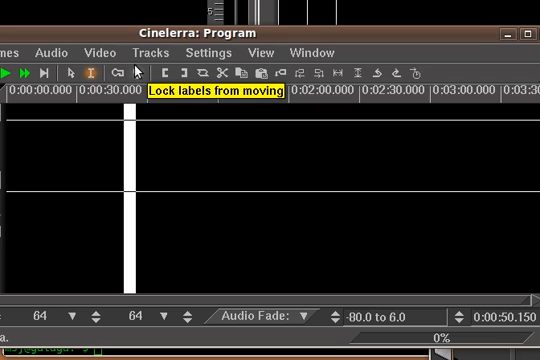 5
Cinelerra: Program
mes Audio Video Tracks Settings View Window
Lock labels from moving
0:00:00.000 0:00:30.000 0:02:00.000 0:02:30.000 0:03:00.000 0:03:30
64 64 Audio Fade: -80.0 to 6.0 0:00:50.150
a. 0%